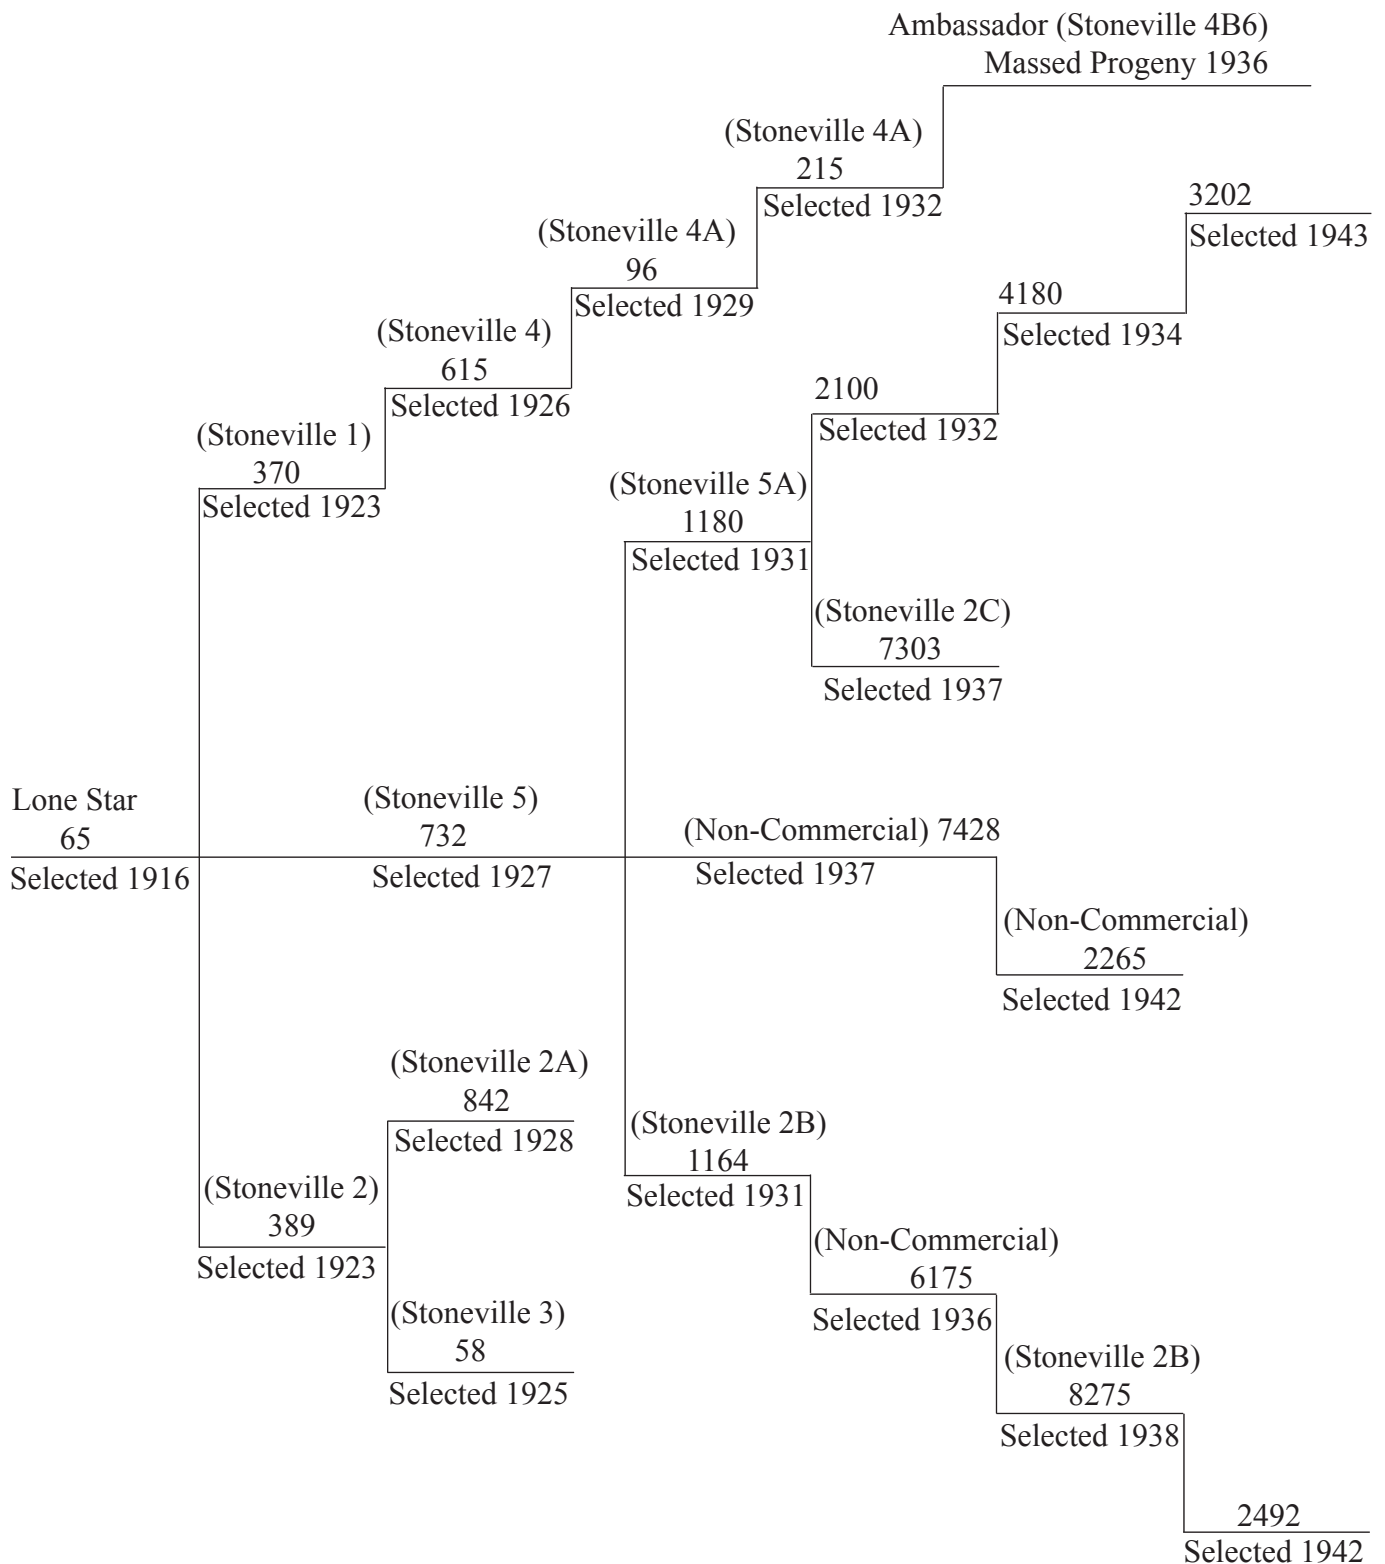 Ambassador (Stoneville 4B6)
Massed Progeny 1936
(Stoneville 4A)
215
Selected 1932
3202
Selected 1943
(Stoneville 4A)
96
Selected 1929
4180
Selected 1934
(Stoneville 4)
615
Selected 1926
2100
Selected 1932
(Stoneville 1)
370
Selected 1923
(Stoneville 5A)
1180
Selected 1931
(Stoneville 2C)
7303
Selected 1937
Lone Star
65
Selected 1916
(Stoneville 5)
732
Selected 1927
(Non-Commercial) 7428
Selected 1937
(Non-Commercial)
2265
Selected 1942
(Stoneville 2A)
842
Selected 1928
(Stoneville 2B)
1164
Selected 1931
(Stoneville 2)
389
Selected 1923
(Non-Commercial)
6175
Selected 1936
(Stoneville 3)
58
Selected 1925
(Stoneville 2B)
8275
Selected 1938
2492
Selected 1942